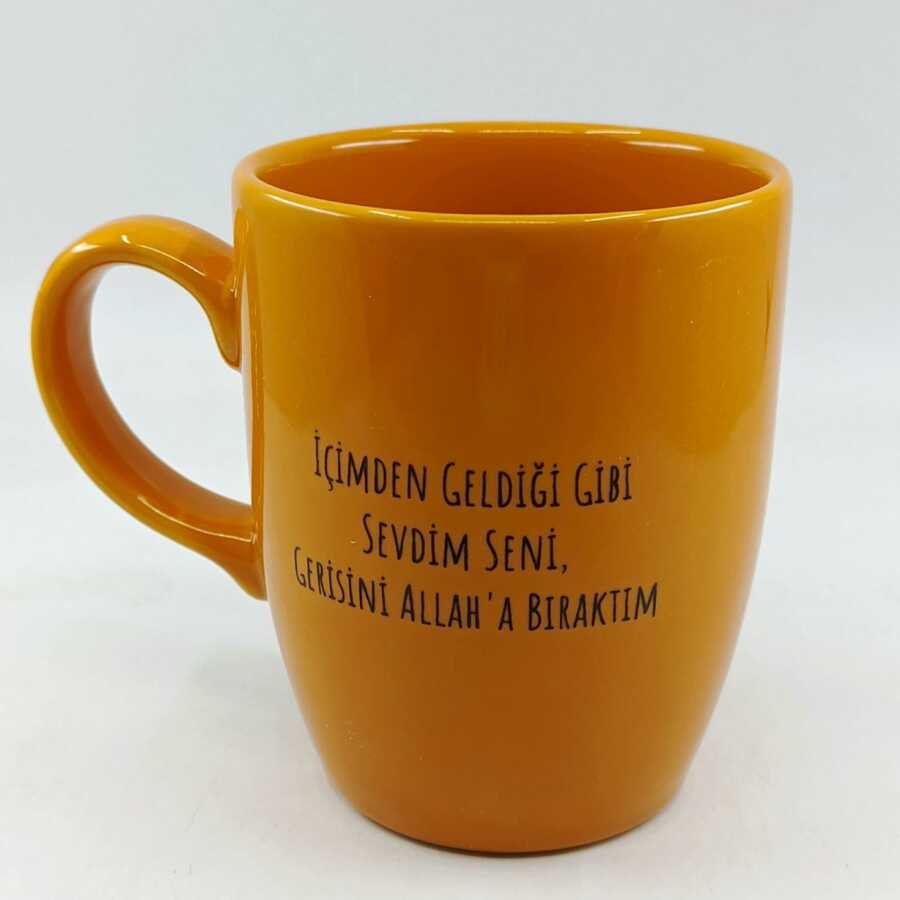 İçimden Geldiği Gibi
Sevdim Seni,
Gerisini Allah'a Bıraktım